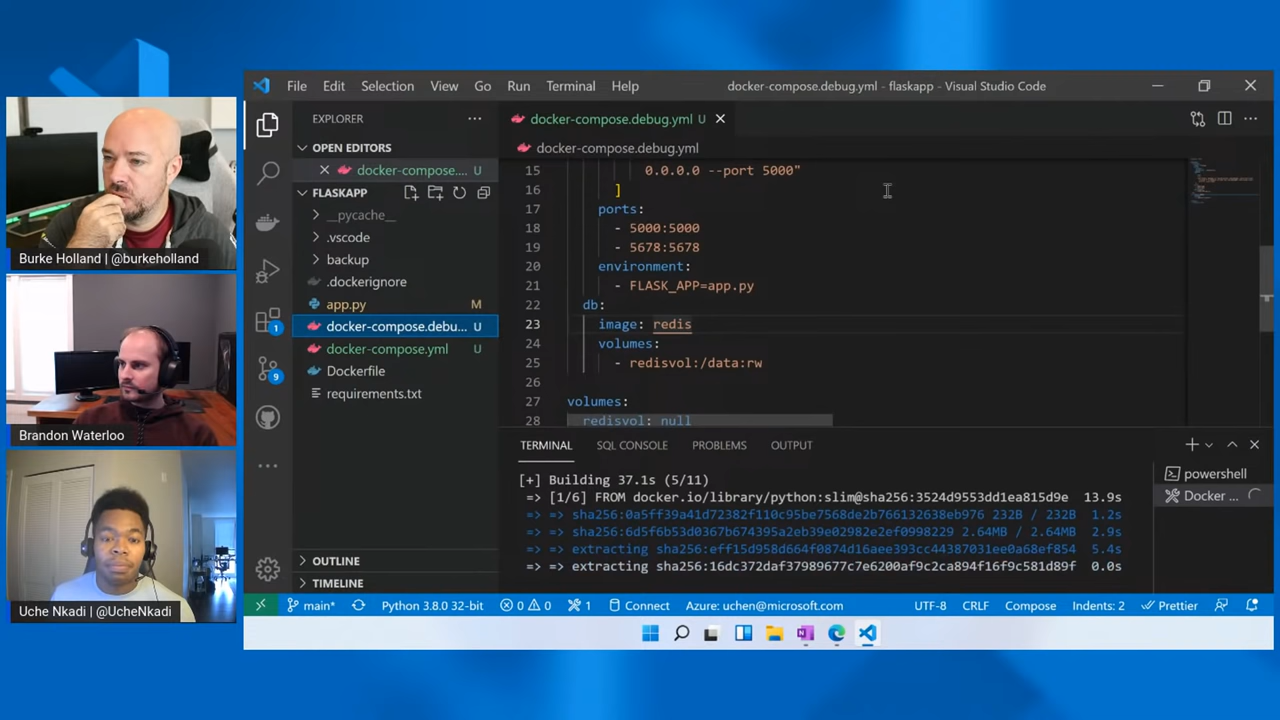 Burke Holland | @burkeholland
Brandon Waterloo
Uche Nkadi | @UcheNkadi
File Edit Selection View Go Run Terminal Help
docker-compose.debug.yml - flaskapp - Visual Studio Code
EXPLORER
OPEN EDITORS
docker-compose.... U
FLASKAPP
__pycache__
.vscode
backup
.dockerignore
app.py M
docker-compose.debu... U
docker-compose.yml U
Dockerfile
requirements.txt
OUTLINE
TIMELINE
1
9
docker-compose.debug.yml U
docker-compose.debug.yml
15 0.0.0.0 --port 5000"
16 ]
17 ports:
18 - 5000:5000
19 - 5678:5678
20 environment:
21 - FLASK_APP=app.py
22 db:
23 image: redis
24 volumes:
25 - redisvol:/data:rw
26
27 volumes:
28 redisvol: null
TERMINAL SQL CONSOLE PROBLEMS OUTPUT
[+] Building 37.1s (5/11)
=> [1/6] FROM docker.io/library/python:slim@sha256:3524d9553dd1ea815d9e 13.9s
=> => sha256:0a5ff39a41d72382f110c95be7568de2b766132638eb976 232B / 232B 1.2s
=> => sha256:6d5f6b53d0367b674395a2eb39e02982e2ef0998229 2.64MB / 2.64MB 2.9s
=> => extracting sha256:eff15d958d664f0874d16aee393cc44387031ee0a68ef854 5.4s
=> => extracting sha256:16dc372daf37989677c7e6200af9c2ca894f16f9c581d89f 0.0s
powershell
Docker ...
main* Python 3.8.0 32-bit 0 0 1 Connect Azure: uchen@microsoft.com UTF-8 CRLF Compose Indents: 2 Prettier